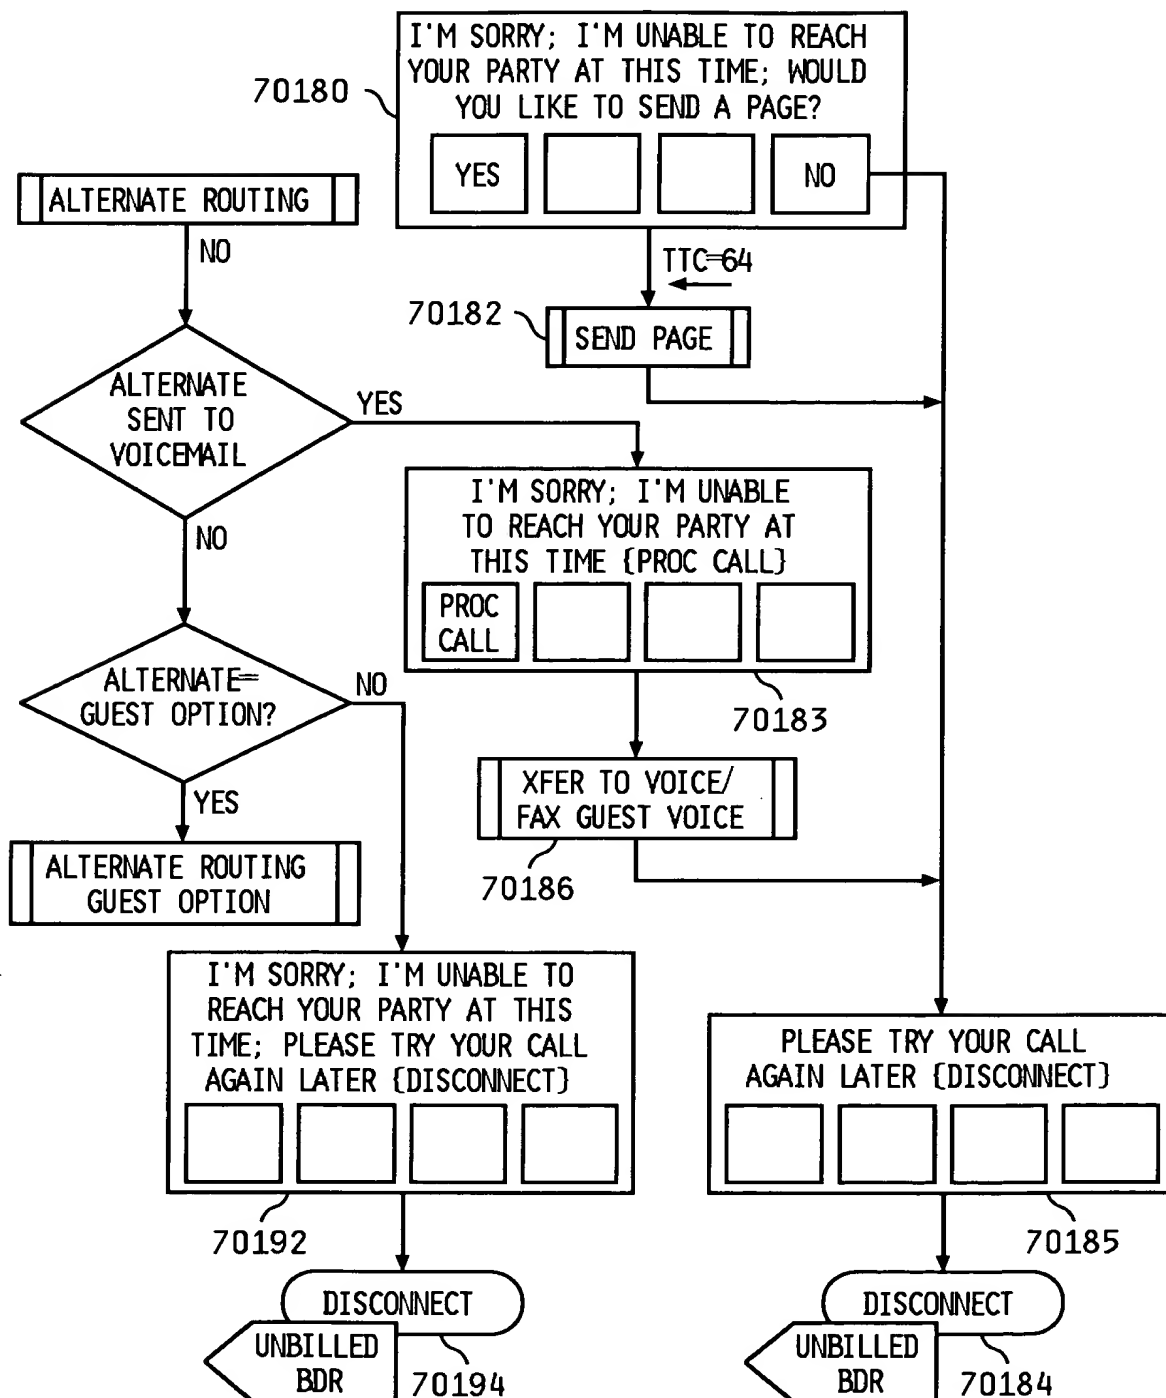 I'M SORRY; I'M UNABLE TO REACH
YOUR PARTY AT THIS TIME; WOULD
YOU LIKE TO SEND A PAGE?
70180
YES
NO
ALTERNATE ROUTING
NO
TTC=64
70182
SEND PAGE
ALTERNATE
SENT TO
VOICEMAIL
YES
NO
I'M SORRY; I'M UNABLE
TO REACH YOUR PARTY AT
THIS TIME {PROC CALL}
PROC
CALL
70183
ALTERNATE=
GUEST OPTION?
NO
YES
XFER TO VOICE/
FAX GUEST VOICE
70186
ALTERNATE ROUTING
GUEST OPTION
I'M SORRY; I'M UNABLE TO
REACH YOUR PARTY AT THIS
TIME; PLEASE TRY YOUR CALL
AGAIN LATER {DISCONNECT}
70192
PLEASE TRY YOUR CALL
AGAIN LATER {DISCONNECT}
70185
DISCONNECT
UNBILLED
BDR
70194
DISCONNECT
UNBILLED
BDR
70184